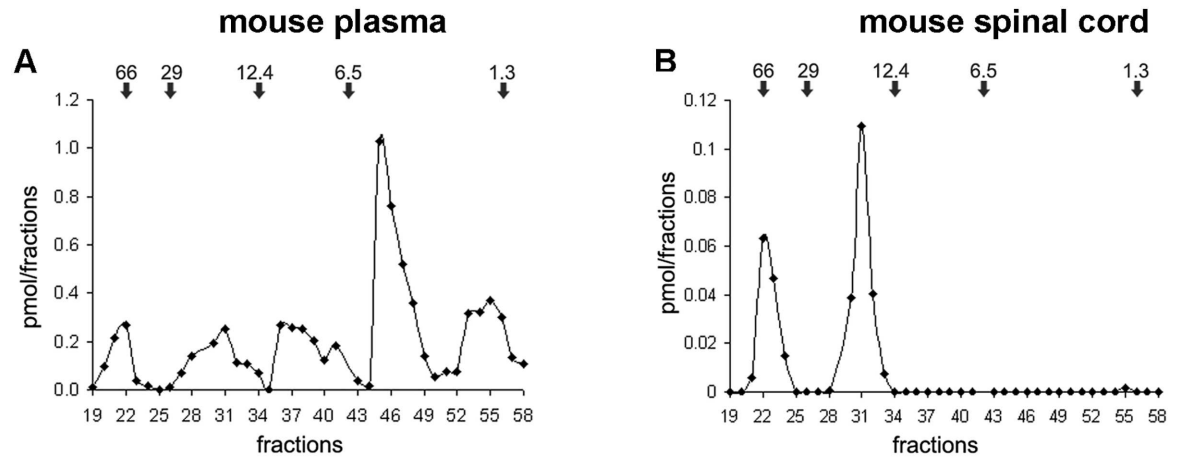 mouse plasma
A
66 29 12.4 6.5 1.3
1.2
1.0
0.8
0.6
0.4
0.2
0.0
pmol/fractions
19 22 25 28 31 34 37 40 43 46 49 52 55 58
fractions
mouse spinal cord
B
66 29 12.4 6.5 1.3
0.12
0.1
0.08
0.06
0.04
0.02
0
pmol/fractions
19 22 25 28 31 34 37 40 43 46 49 52 55 58
fractions